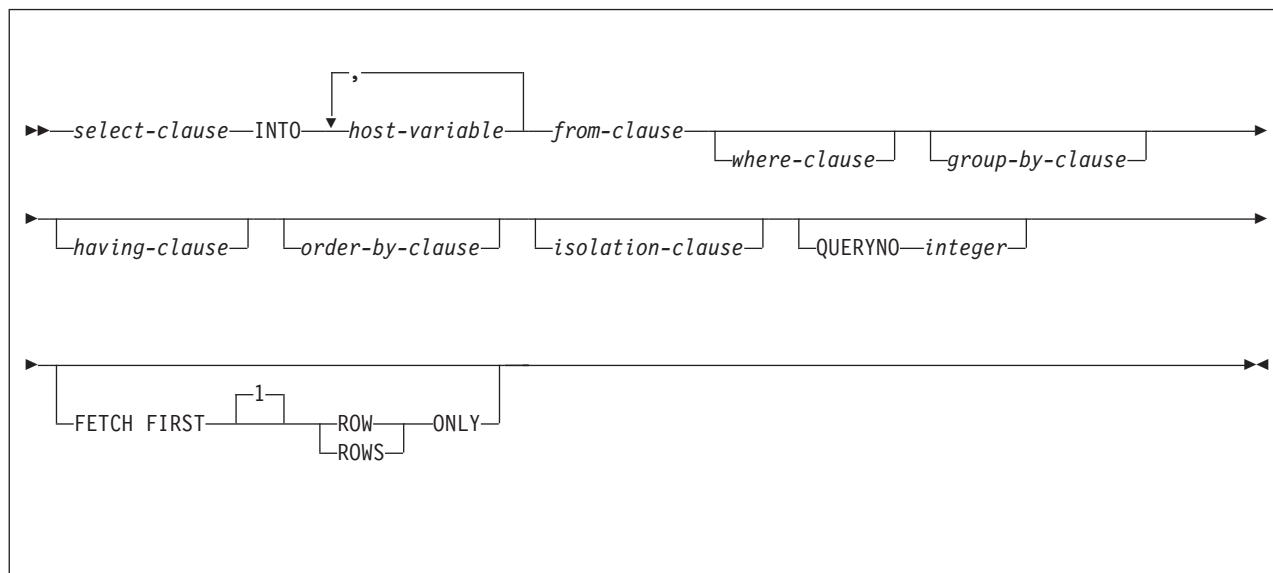 ,
select-clause INTO host-variable from-clause
where-clause group-by-clause
having-clause order-by-clause isolation-clause QUERYNO integer
1
FETCH FIRST ROW ONLY
ROWS